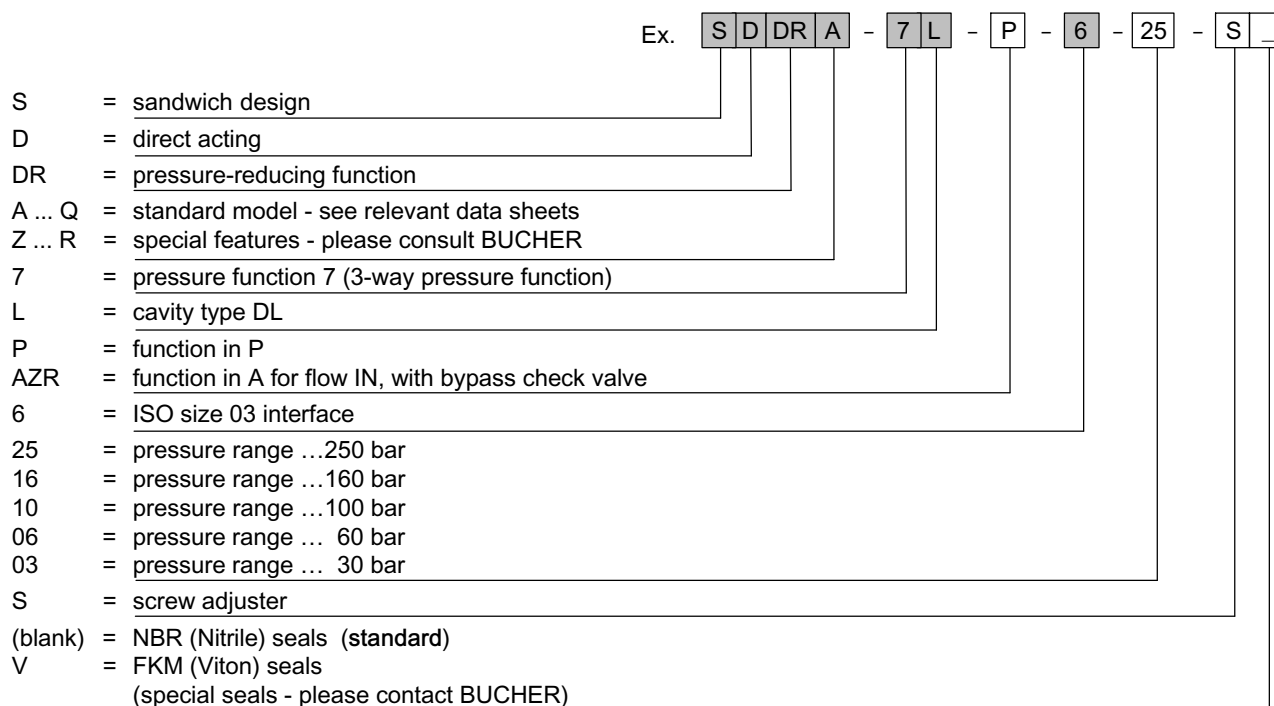 Ex. S D DR A - 7 L - P - 6 - 25 - S _
S = sandwich design
D = direct acting
DR = pressure-reducing function
A ... Q = standard model - see relevant data sheets
Z ... R = special features - please consult BUCHER
7 = pressure function 7 (3-way pressure function)
L = cavity type DL
P = function in P
AZR = function in A for flow IN, with bypass check valve
6 = ISO size 03 interface
25 = pressure range …250 bar
16 = pressure range …160 bar
10 = pressure range …100 bar
06 = pressure range … 60 bar
03 = pressure range … 30 bar
S = screw adjuster
(blank) = NBR (Nitrile) seals (standard)
V = FKM (Viton) seals
(special seals - please contact BUCHER)